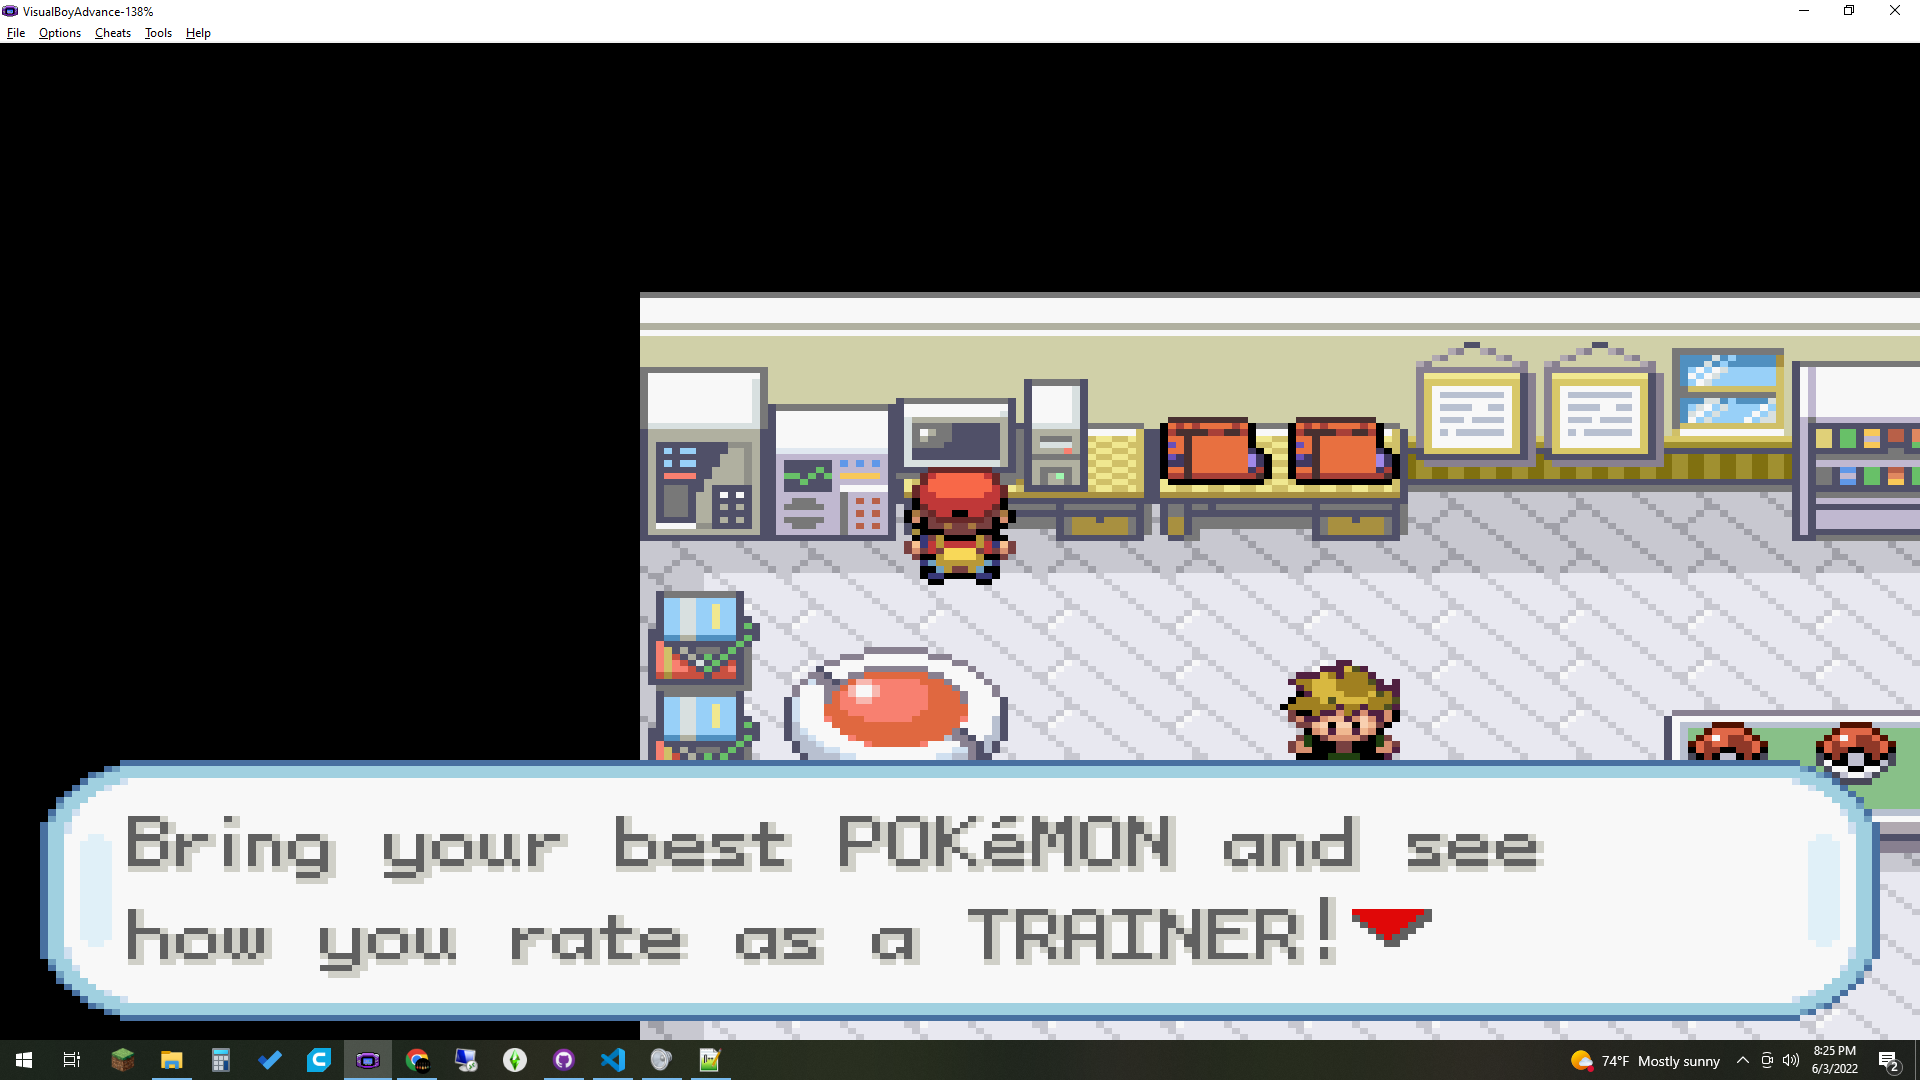 VisualBoyAdvance-138%
File Options Cheats Tools Help
Bring your best POKéMON and see
how you rate as a TRAINER!
74°F Mostly sunny
8:25 PM
6/3/2022
2